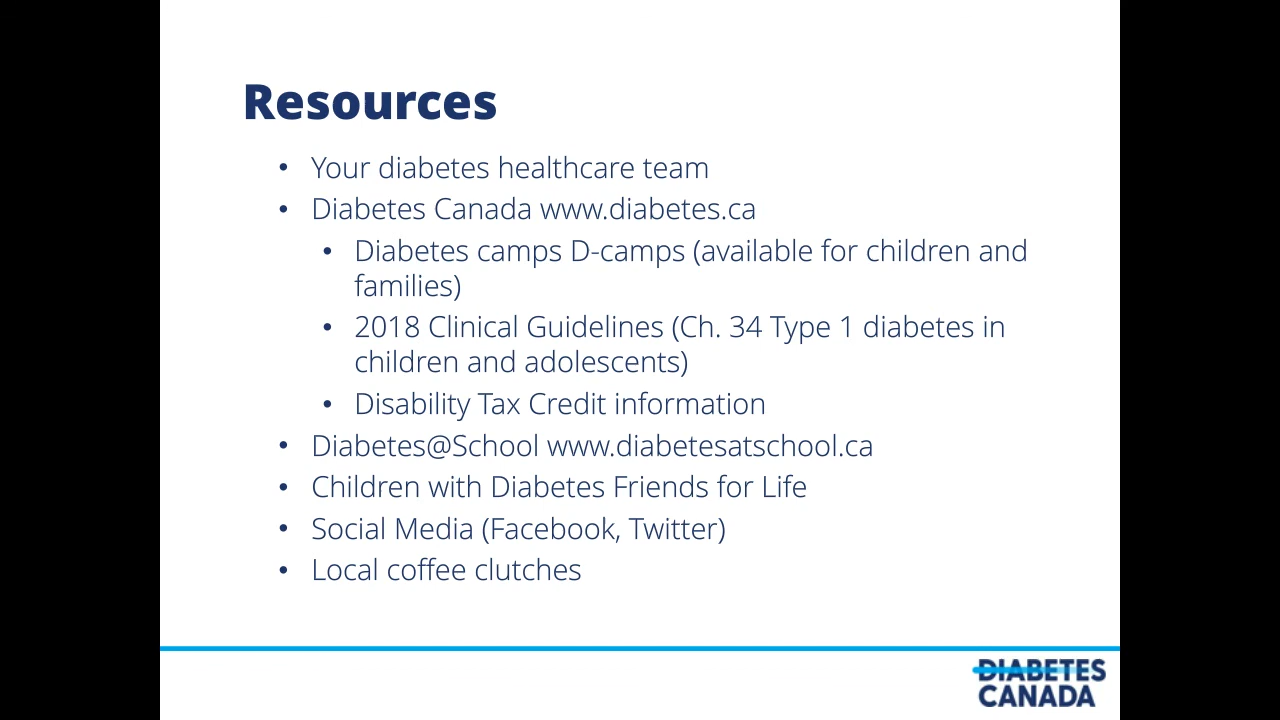 Resources
• Your diabetes healthcare team
• Diabetes Canada www.diabetes.ca
• Diabetes camps D-camps (available for children and
families)
• 2018 Clinical Guidelines (Ch. 34 Type 1 diabetes in
children and adolescents)
• Disability Tax Credit information
• Diabetes@School www.diabetesatschool.ca
• Children with Diabetes Friends for Life
• Social Media (Facebook, Twitter)
• Local coffee clutches
DIABETES
CANADA